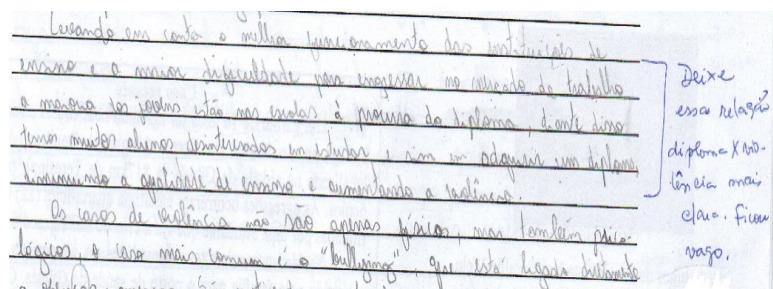 Levando em conta o melhor funcionamento das instituições de
ensino e a maior dificuldade para engessar no mercado de trabalho
a maioria dos jovens estão nas escolas à procura do diploma, diante disso
temos muitos alunos desinteressados em estudos e sim em adquirir um diploma,
diminuindo a qualidade de ensino e aumentando a violência.
Os casos de violência não são apenas físicos, mas também psico-
lógicos, o caso mais comum é o "bullying", que está ligado diretamente
Deixe
essa relação
diploma X vio-
lência mais
clara. Ficou
vago.